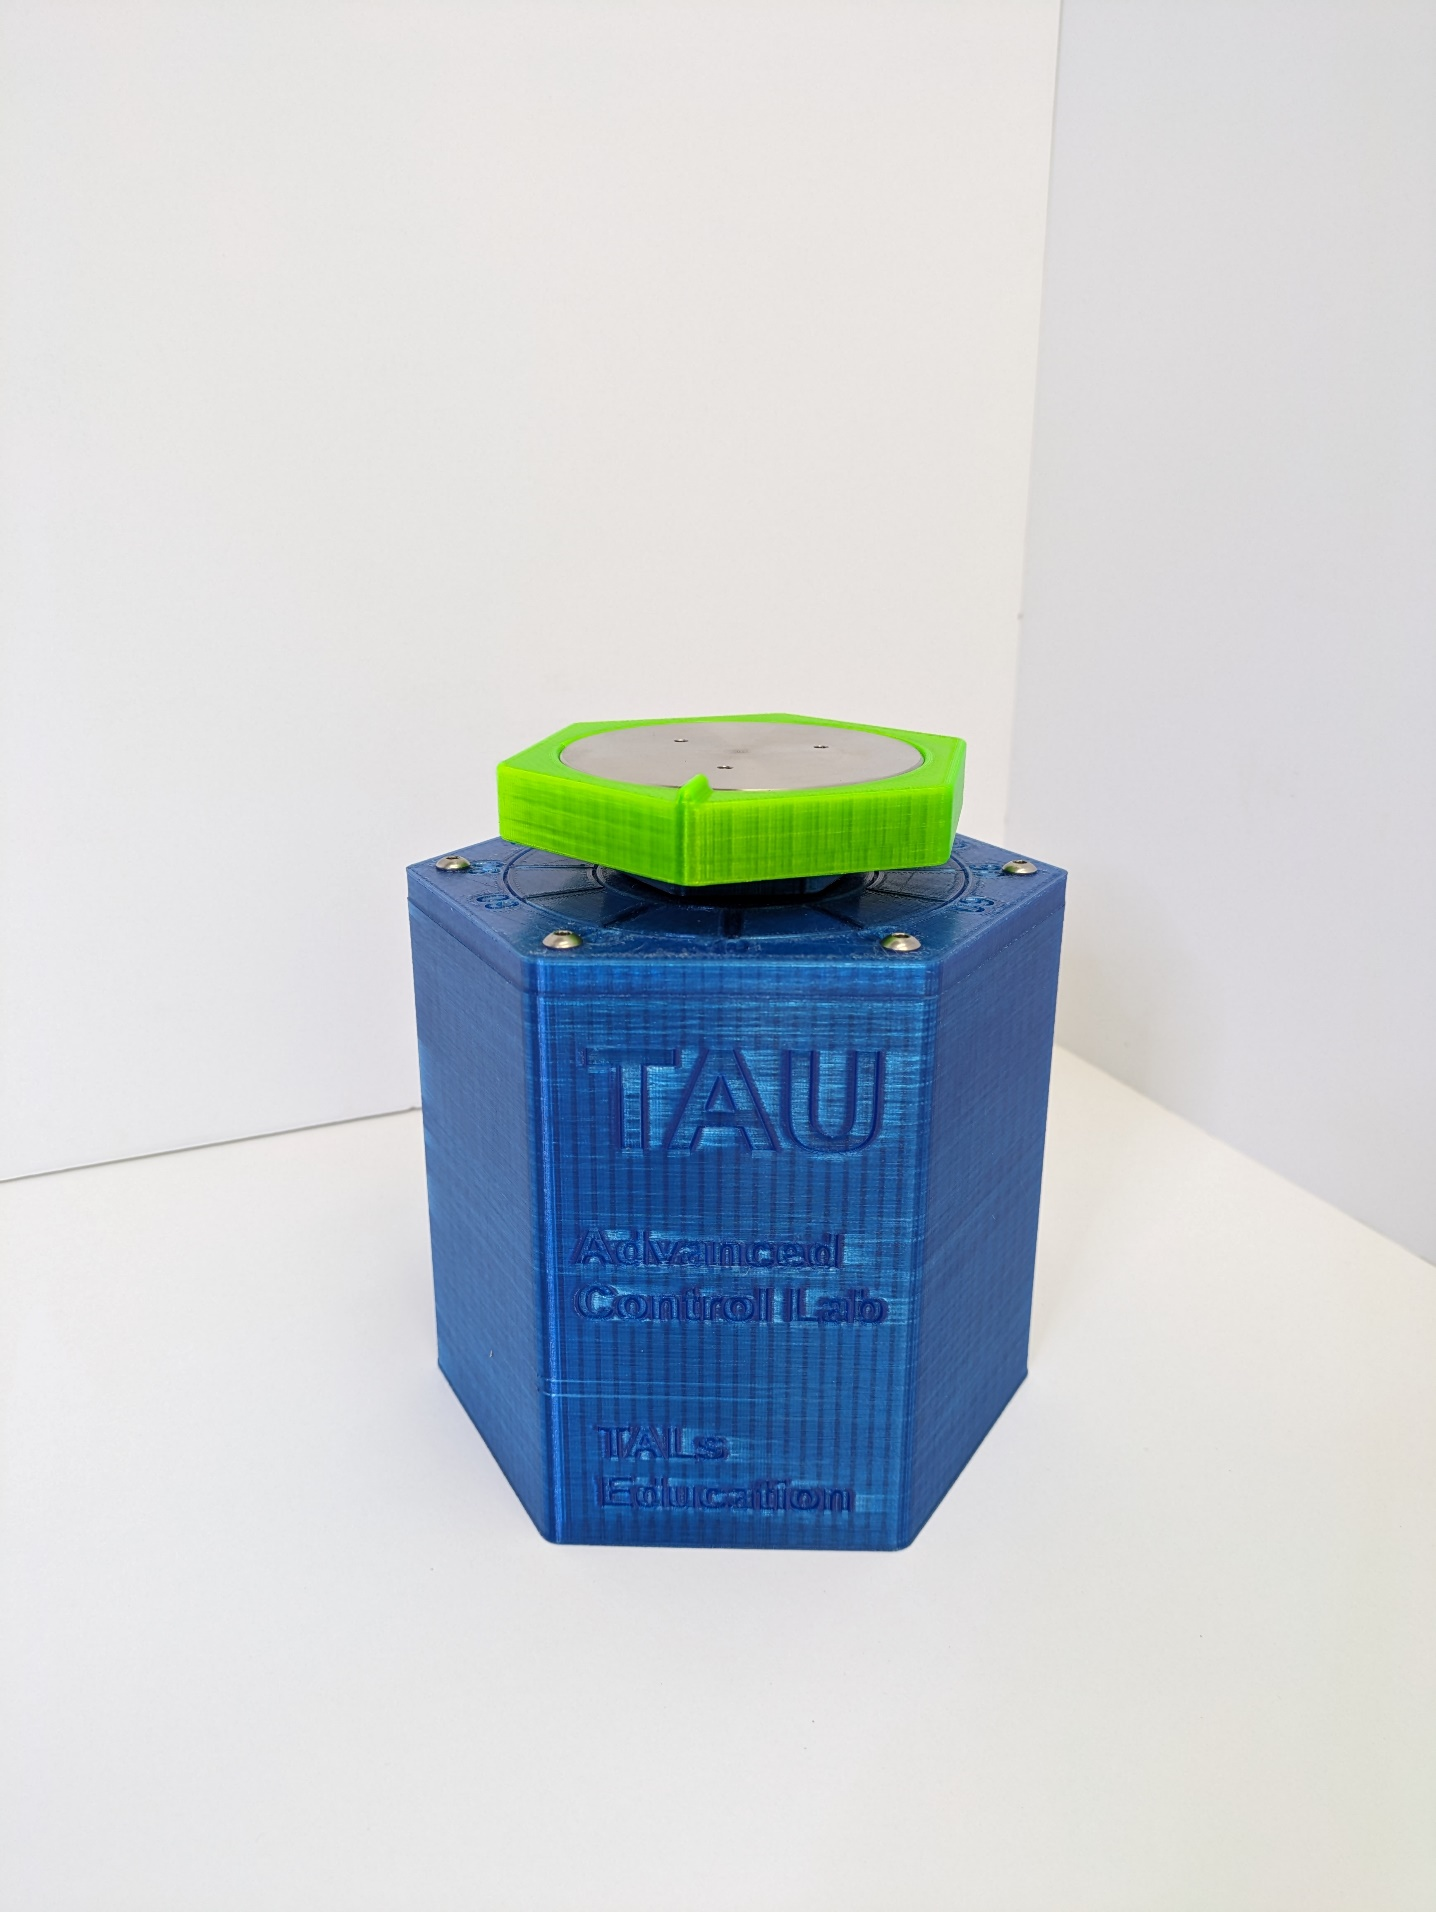 TAU
Advanced
Control Lab
TALs
Education